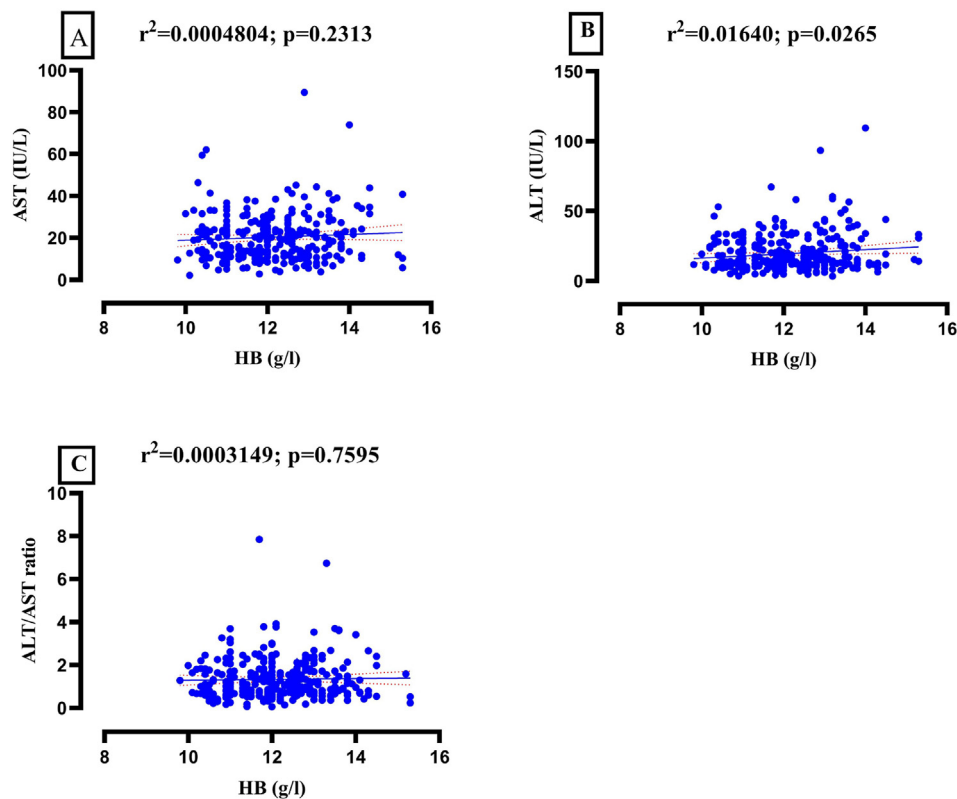 A
r²=0.0004804; p=0.2313
100
80
60
40
20
0
AST (IU/L)
8 10 12 14 16
HB (g/l)
B
r²=0.01640; p=0.0265
150
100
50
0
ALT (IU/L)
8 10 12 14 16
HB (g/l)
C
r²=0.0003149; p=0.7595
10
8
6
4
2
0
ALT/AST ratio
8 10 12 14 16
HB (g/l)